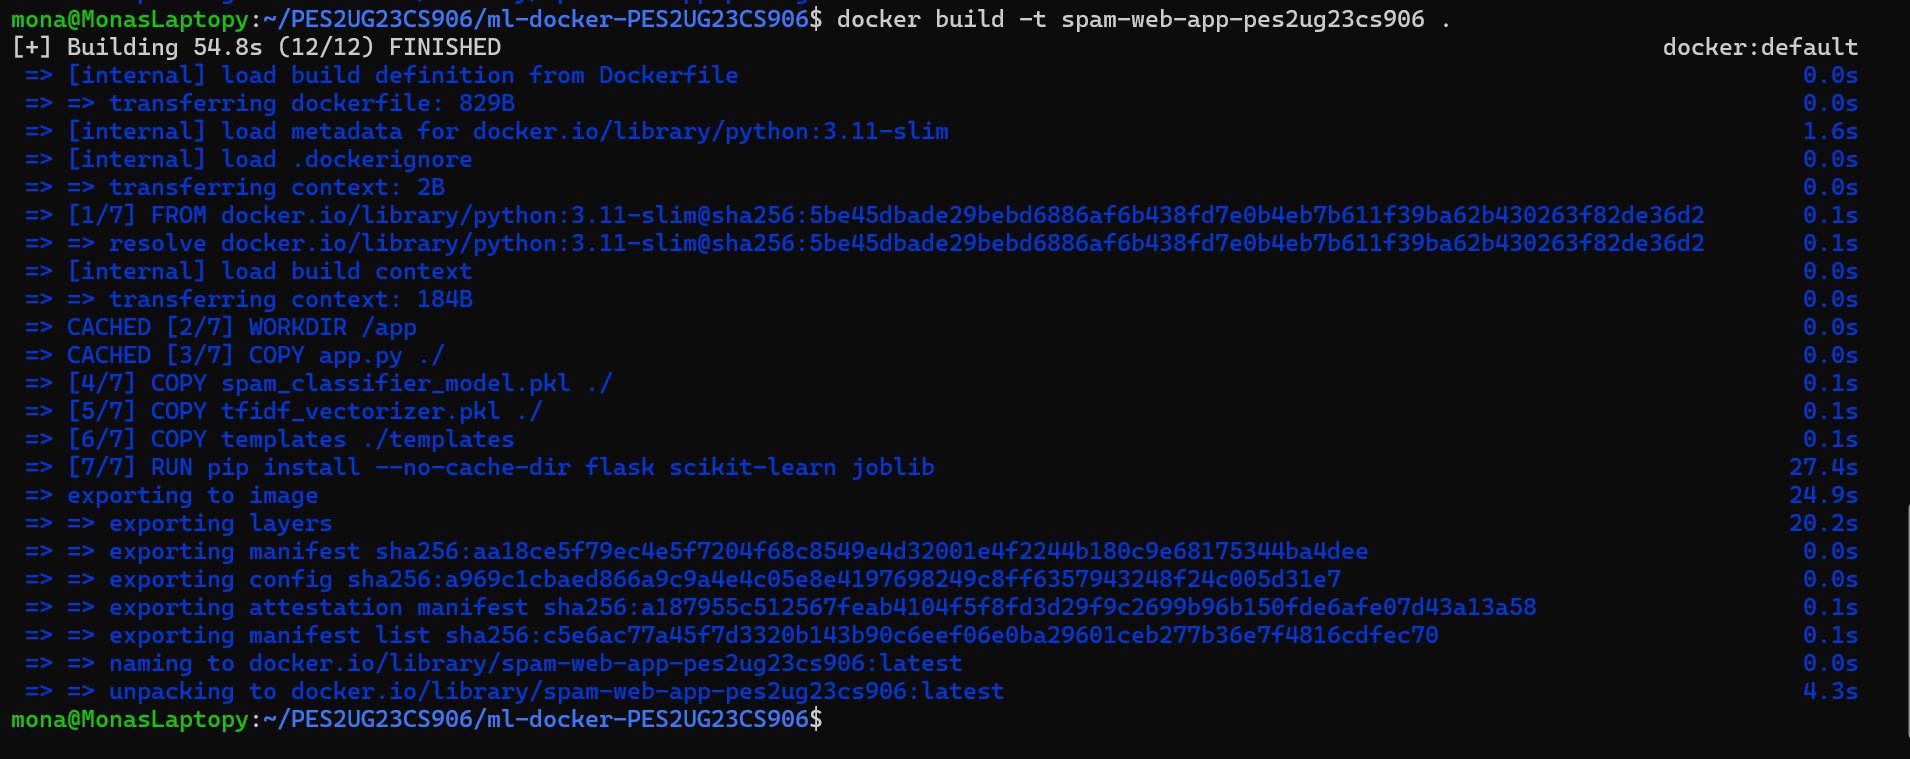 mona@MonasLaptopy:~/PES2UG23CS906/ml-docker-PES2UG23CS906$ docker build -t spam-web-app-pes2ug23cs906 .
[+] Building 54.8s (12/12) FINISHED docker:default
=> [internal] load build definition from Dockerfile 0.0s
=> => transferring dockerfile: 829B 0.0s
=> [internal] load metadata for docker.io/library/python:3.11-slim 1.6s
=> [internal] load .dockerignore 0.0s
=> => transferring context: 2B 0.0s
=> [1/7] FROM docker.io/library/python:3.11-slim@sha256:5be45dbade29bebd6886af6b438fd7e0b4eb7b611f39ba62b430263f82de36d2 0.1s
=> => resolve docker.io/library/python:3.11-slim@sha256:5be45dbade29bebd6886af6b438fd7e0b4eb7b611f39ba62b430263f82de36d2 0.1s
=> [internal] load build context 0.0s
=> => transferring context: 184B 0.0s
=> CACHED [2/7] WORKDIR /app 0.0s
=> CACHED [3/7] COPY app.py ./ 0.0s
=> [4/7] COPY spam_classifier_model.pkl ./ 0.1s
=> [5/7] COPY tfidf_vectorizer.pkl ./ 0.1s
=> [6/7] COPY templates ./templates 0.1s
=> [7/7] RUN pip install --no-cache-dir flask scikit-learn joblib 27.4s
=> exporting to image 24.9s
=> => exporting layers 20.2s
=> => exporting manifest sha256:aa18ce5f79ec4e5f7204f68c8549e4d32001e4f2244b180c9e68175344ba4dee 0.0s
=> => exporting config sha256:a969c1cbaed866a9c9a4e4c05e8e4197698249c8ff6357943248f24c005d31e7 0.0s
=> => exporting attestation manifest sha256:a187955c512567feab4104f5f8fd3d29f9c2699b96b150fde6afe07d43a13a58 0.1s
=> => exporting manifest list sha256:c5e6ac77a45f7d3320b143b90c6eef06e0ba29601ceb277b36e7f4816cdfec70 0.1s
=> => naming to docker.io/library/spam-web-app-pes2ug23cs906:latest 0.0s
=> => unpacking to docker.io/library/spam-web-app-pes2ug23cs906:latest 4.3s
mona@MonasLaptopy:~/PES2UG23CS906/ml-docker-PES2UG23CS906$